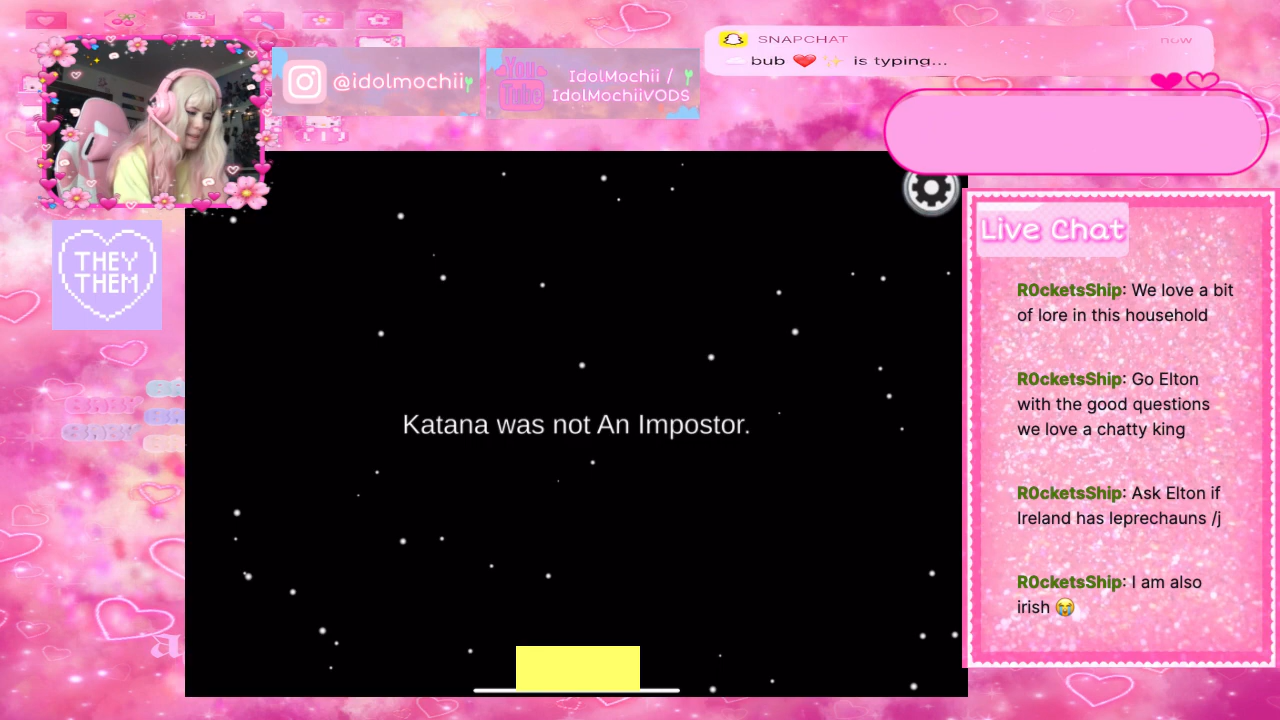 SNAPCHAT
now
bub ❤️ ✨ is typing...
@idolmochii
You
Tube
IdolMochii /
IdolMochiiVODS
THEY
THEM
Live Chat
R0cketsShip: We love a bit
of lore in this household
R0cketsShip: Go Elton
with the good questions
we love a chatty king
R0cketsShip: Ask Elton if
Ireland has leprechauns /j
R0cketsShip: I am also
irish 😭
Katana was not An Impostor.